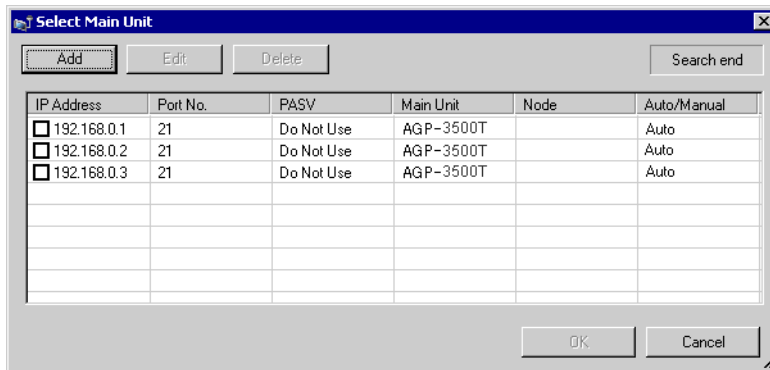 Select Main Unit
Add Edit Delete Search end
IP Address Port No. PASV Main Unit Node Auto/Manual
192.168.0.1 21 Do Not Use AGP-3500T Auto
192.168.0.2 21 Do Not Use AGP-3500T Auto
192.168.0.3 21 Do Not Use AGP-3500T Auto
OK Cancel